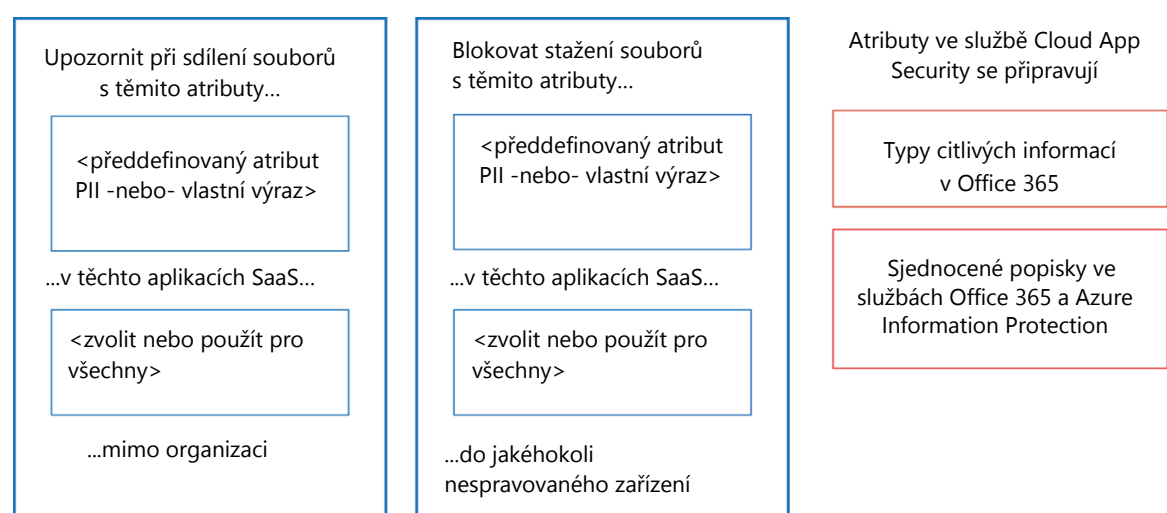 Upozornit při sdílení souborů
s těmito atributy...
<předdefinovaný atribut
PII -nebo- vlastní výraz>
...v těchto aplikacích SaaS...
<zvolit nebo použít pro
všechny>
...mimo organizaci
Blokovat stažení souborů
s těmito atributy...
<předdefinovaný atribut
PII -nebo- vlastní výraz>
...v těchto aplikacích SaaS...
<zvolit nebo použít pro
všechny>
...do jakéhokoli
nespravovaného zařízení
Atributy ve službě Cloud App
Security se připravují
Typy citlivých informací
v Office 365
Sjednocené popisky ve
službách Office 365 a Azure
Information Protection